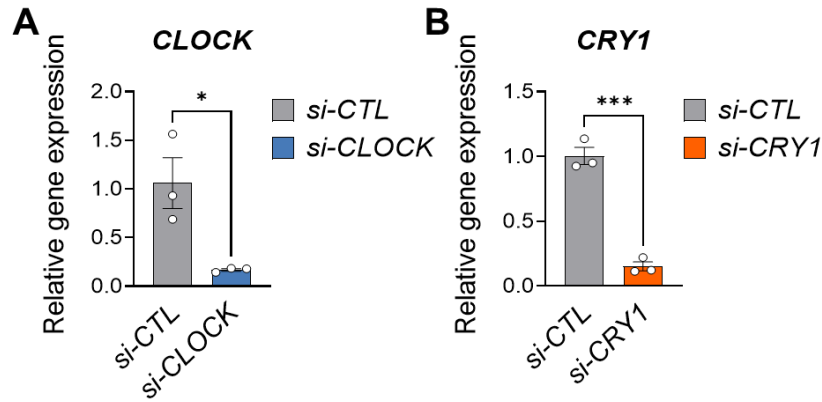 A
CLOCK
Relative gene expression
2.0
1.5
1.0
0.5
0.0
*
si-CTL
si-CLOCK
si-CTL
si-CLOCK
B
CRY1
Relative gene expression
1.5
1.0
0.5
0.0
***
si-CTL
si-CRY1
si-CTL
si-CRY1